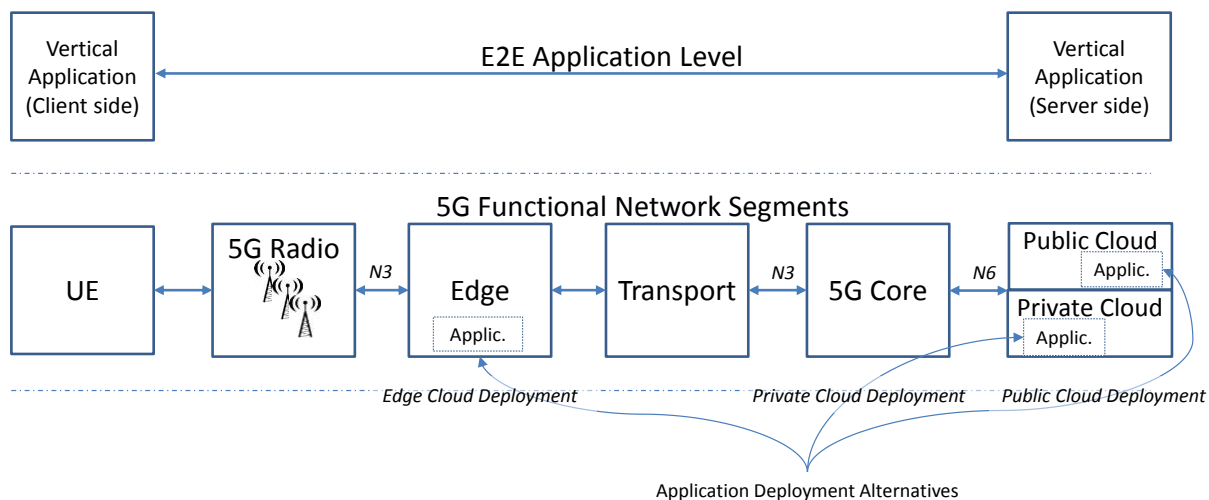 Vertical
Application
(Client side)
E2E Application Level
Vertical
Application
(Server side)
5G Functional Network Segments
UE
5G Radio
N3
Edge
Applic.
Transport
N3
5G Core
N6
Public Cloud
Applic.
Private Cloud
Applic.
Edge Cloud Deployment
Private Cloud Deployment
Public Cloud Deployment
Application Deployment Alternatives